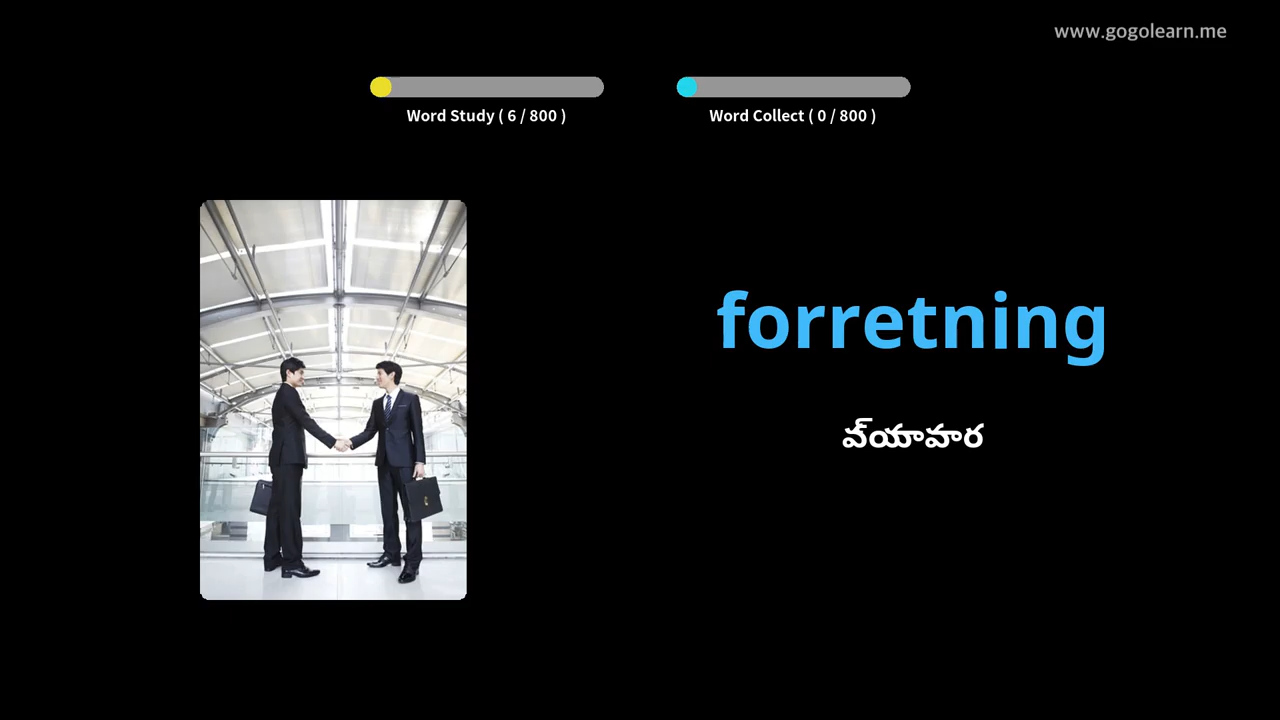 www.gogolearn.me
Word Study ( 6 / 800 )
Word Collect ( 0 / 800 )
forretning
వ్యాపార